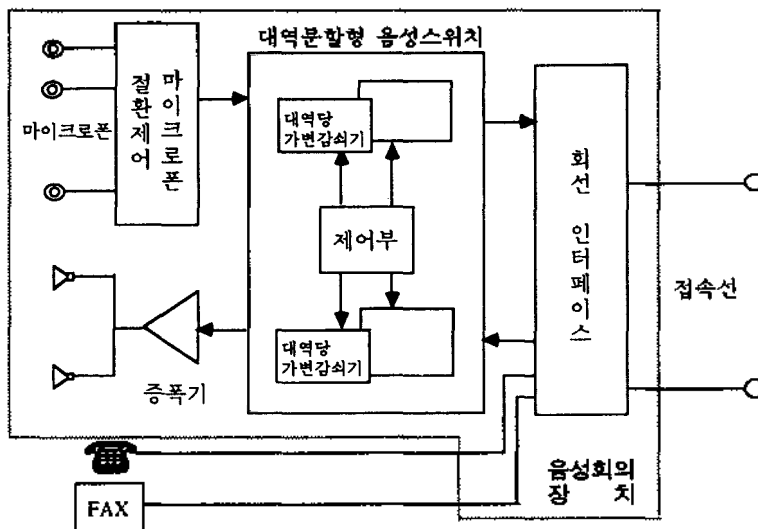 대역분할형 음성스위치
마이크로폰
마이크로폰
절환제어
대역당
가변감쇠기
제어부
대역당
가변감쇠기
증폭기
회선 인터페이스
접속선
음성회의
장 치
FAX